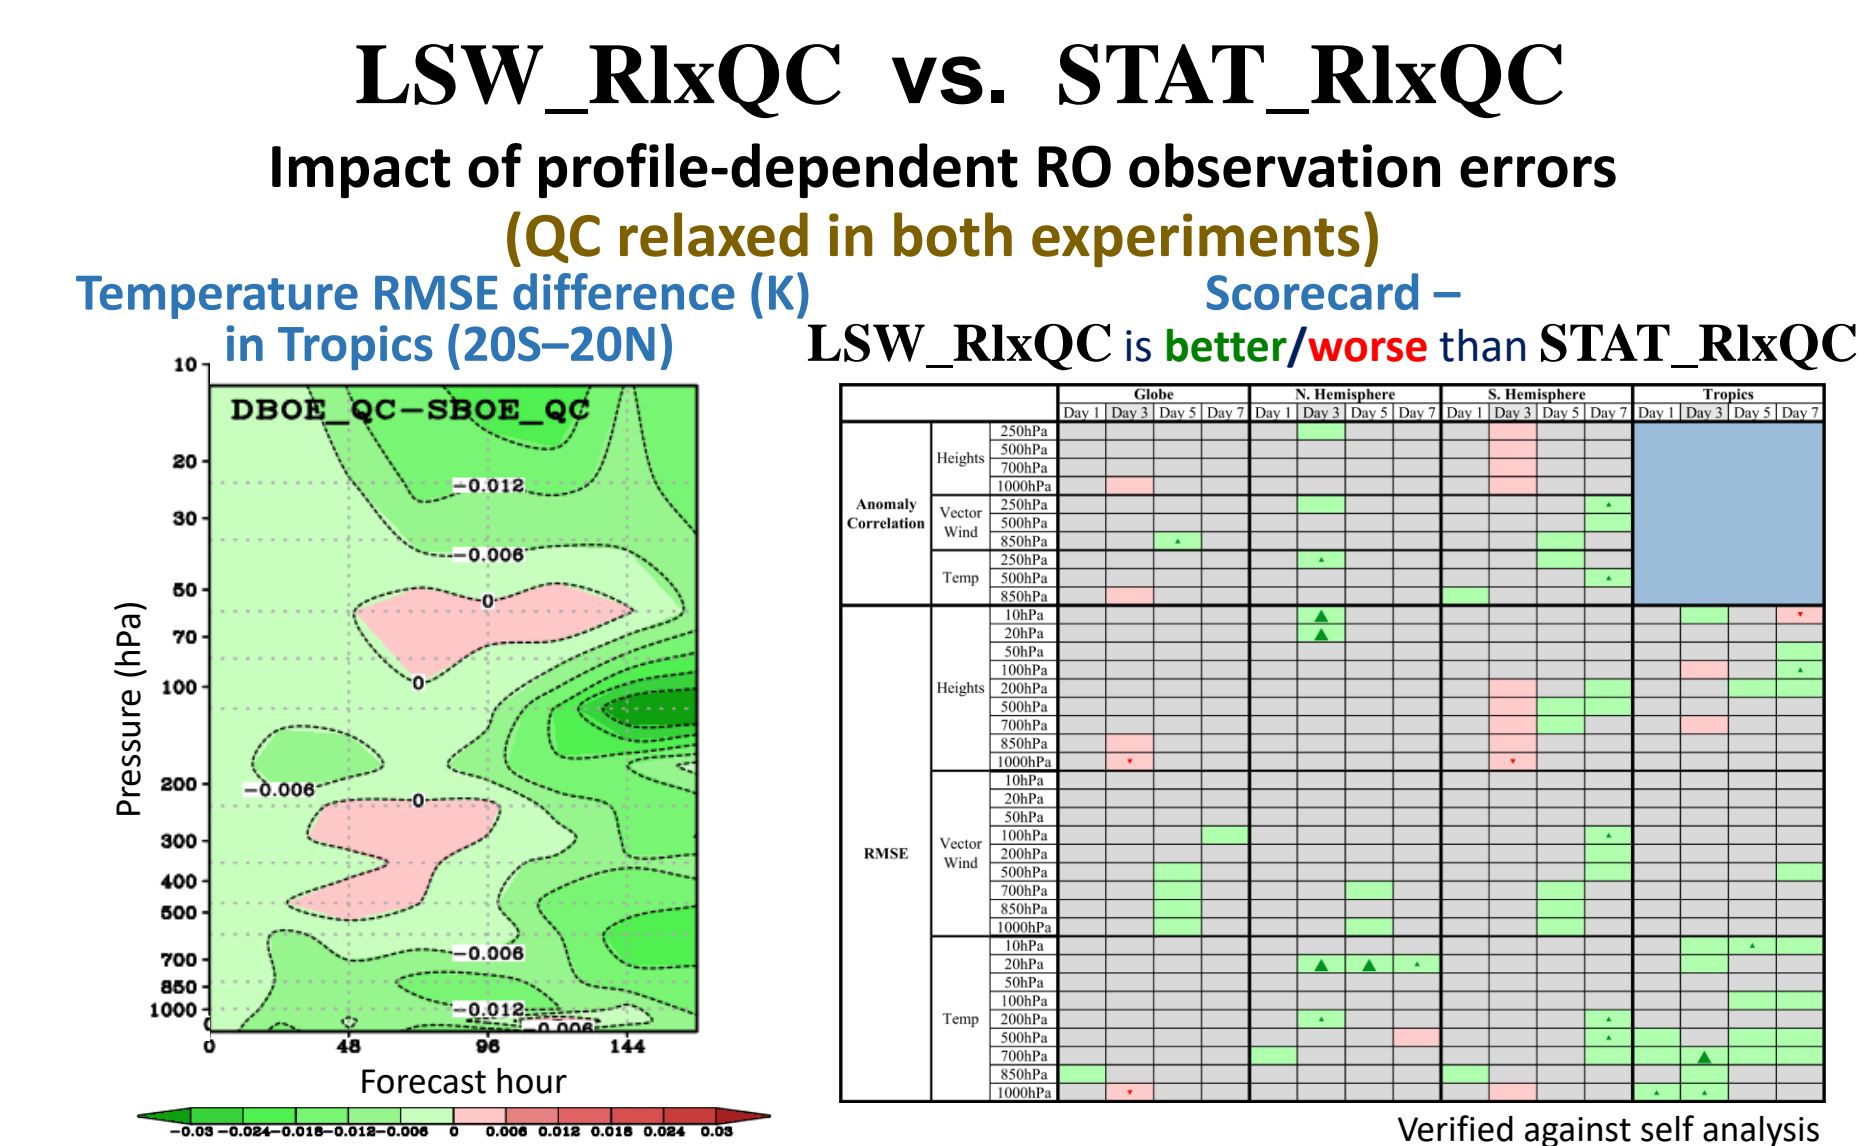 LSW_RlxQC vs. STAT_RlxQC
Impact of profile-dependent RO observation errors
(QC relaxed in both experiments)
Temperature RMSE difference (K)
in Tropics (20S–20N)
DBOE_QC−SBOE_QC
Pressure (hPa)
10
20
30
50
70
100
200
300
400
500
700
850
1000
−0.012
−0.006
0
0
−0.006
0
−0.006
−0.012
−0.006
0
0 48 96 144
Forecast hour
−0.03 −0.024 −0.018 −0.012 −0.006 0 0.006 0.012 0.018 0.024 0.03
Scorecard –
LSW_RlxQC is better/worse than STAT_RlxQC
Globe N. Hemisphere S. Hemisphere Tropics
Day 1 Day 3 Day 5 Day 7 Day 1 Day 3 Day 5 Day 7 Day 1 Day 3 Day 5 Day 7 Day 1 Day 3 Day 5 Day 7
Anomaly
Correlation
Heights
250hPa
500hPa
700hPa
1000hPa
Vector
Wind
250hPa
500hPa
850hPa
Temp
250hPa
500hPa
850hPa
RMSE
Heights
10hPa
20hPa
50hPa
100hPa
200hPa
500hPa
700hPa
850hPa
1000hPa
Vector
Wind
10hPa
20hPa
50hPa
100hPa
200hPa
500hPa
700hPa
850hPa
1000hPa
Temp
10hPa
20hPa
50hPa
100hPa
200hPa
500hPa
700hPa
850hPa
1000hPa
Verified against self analysis